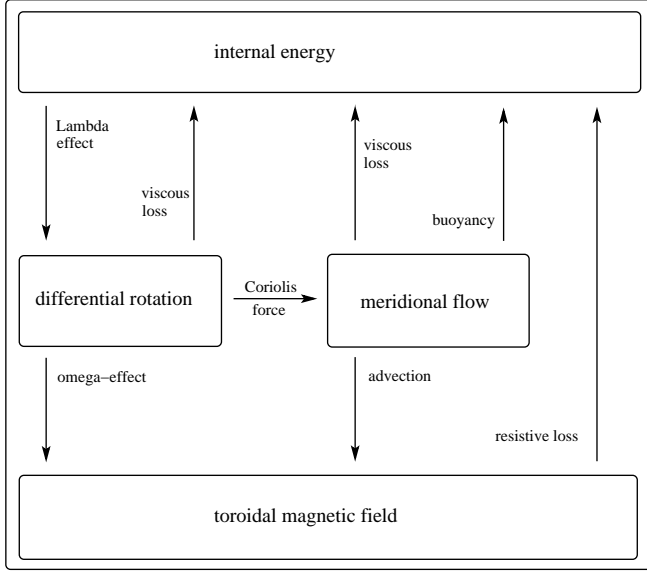 internal energy
Lambda
effect
viscous
loss
viscous
loss
buoyancy
differential rotation
Coriolis
force
meridional flow
omega–effect
advection
resistive loss
toroidal magnetic field